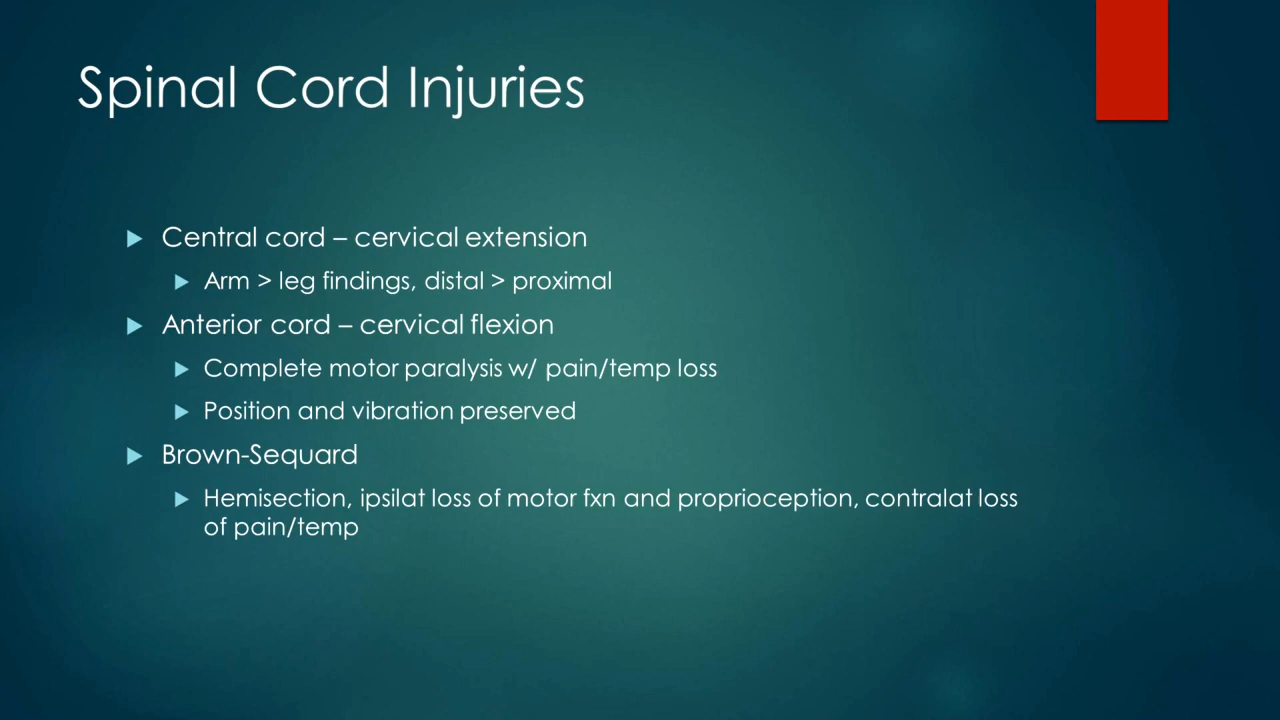 Spinal Cord Injuries
Central cord – cervical extension
Arm > leg findings, distal > proximal
Anterior cord – cervical flexion
Complete motor paralysis w/ pain/temp loss
Position and vibration preserved
Brown-Sequard
Hemisection, ipsilat loss of motor fxn and proprioception, contralat loss
of pain/temp